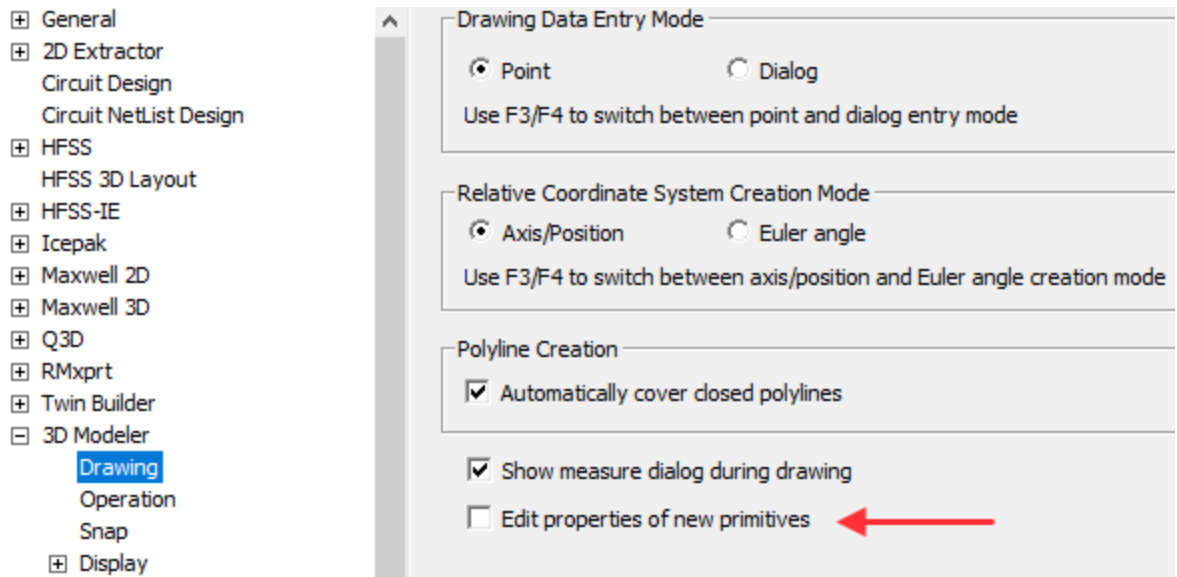 General
2D Extractor
Circuit Design
Circuit NetList Design
HFSS
HFSS 3D Layout
HFSS-IE
Icepak
Maxwell 2D
Maxwell 3D
Q3D
RMxprt
Twin Builder
3D Modeler
Drawing
Operation
Snap
Display
Drawing Data Entry Mode
Point Dialog
Use F3/F4 to switch between point and dialog entry mode
Relative Coordinate System Creation Mode
Axis/Position Euler angle
Use F3/F4 to switch between axis/position and Euler angle creation mode
Polyline Creation
Automatically cover closed polylines
Show measure dialog during drawing
Edit properties of new primitives